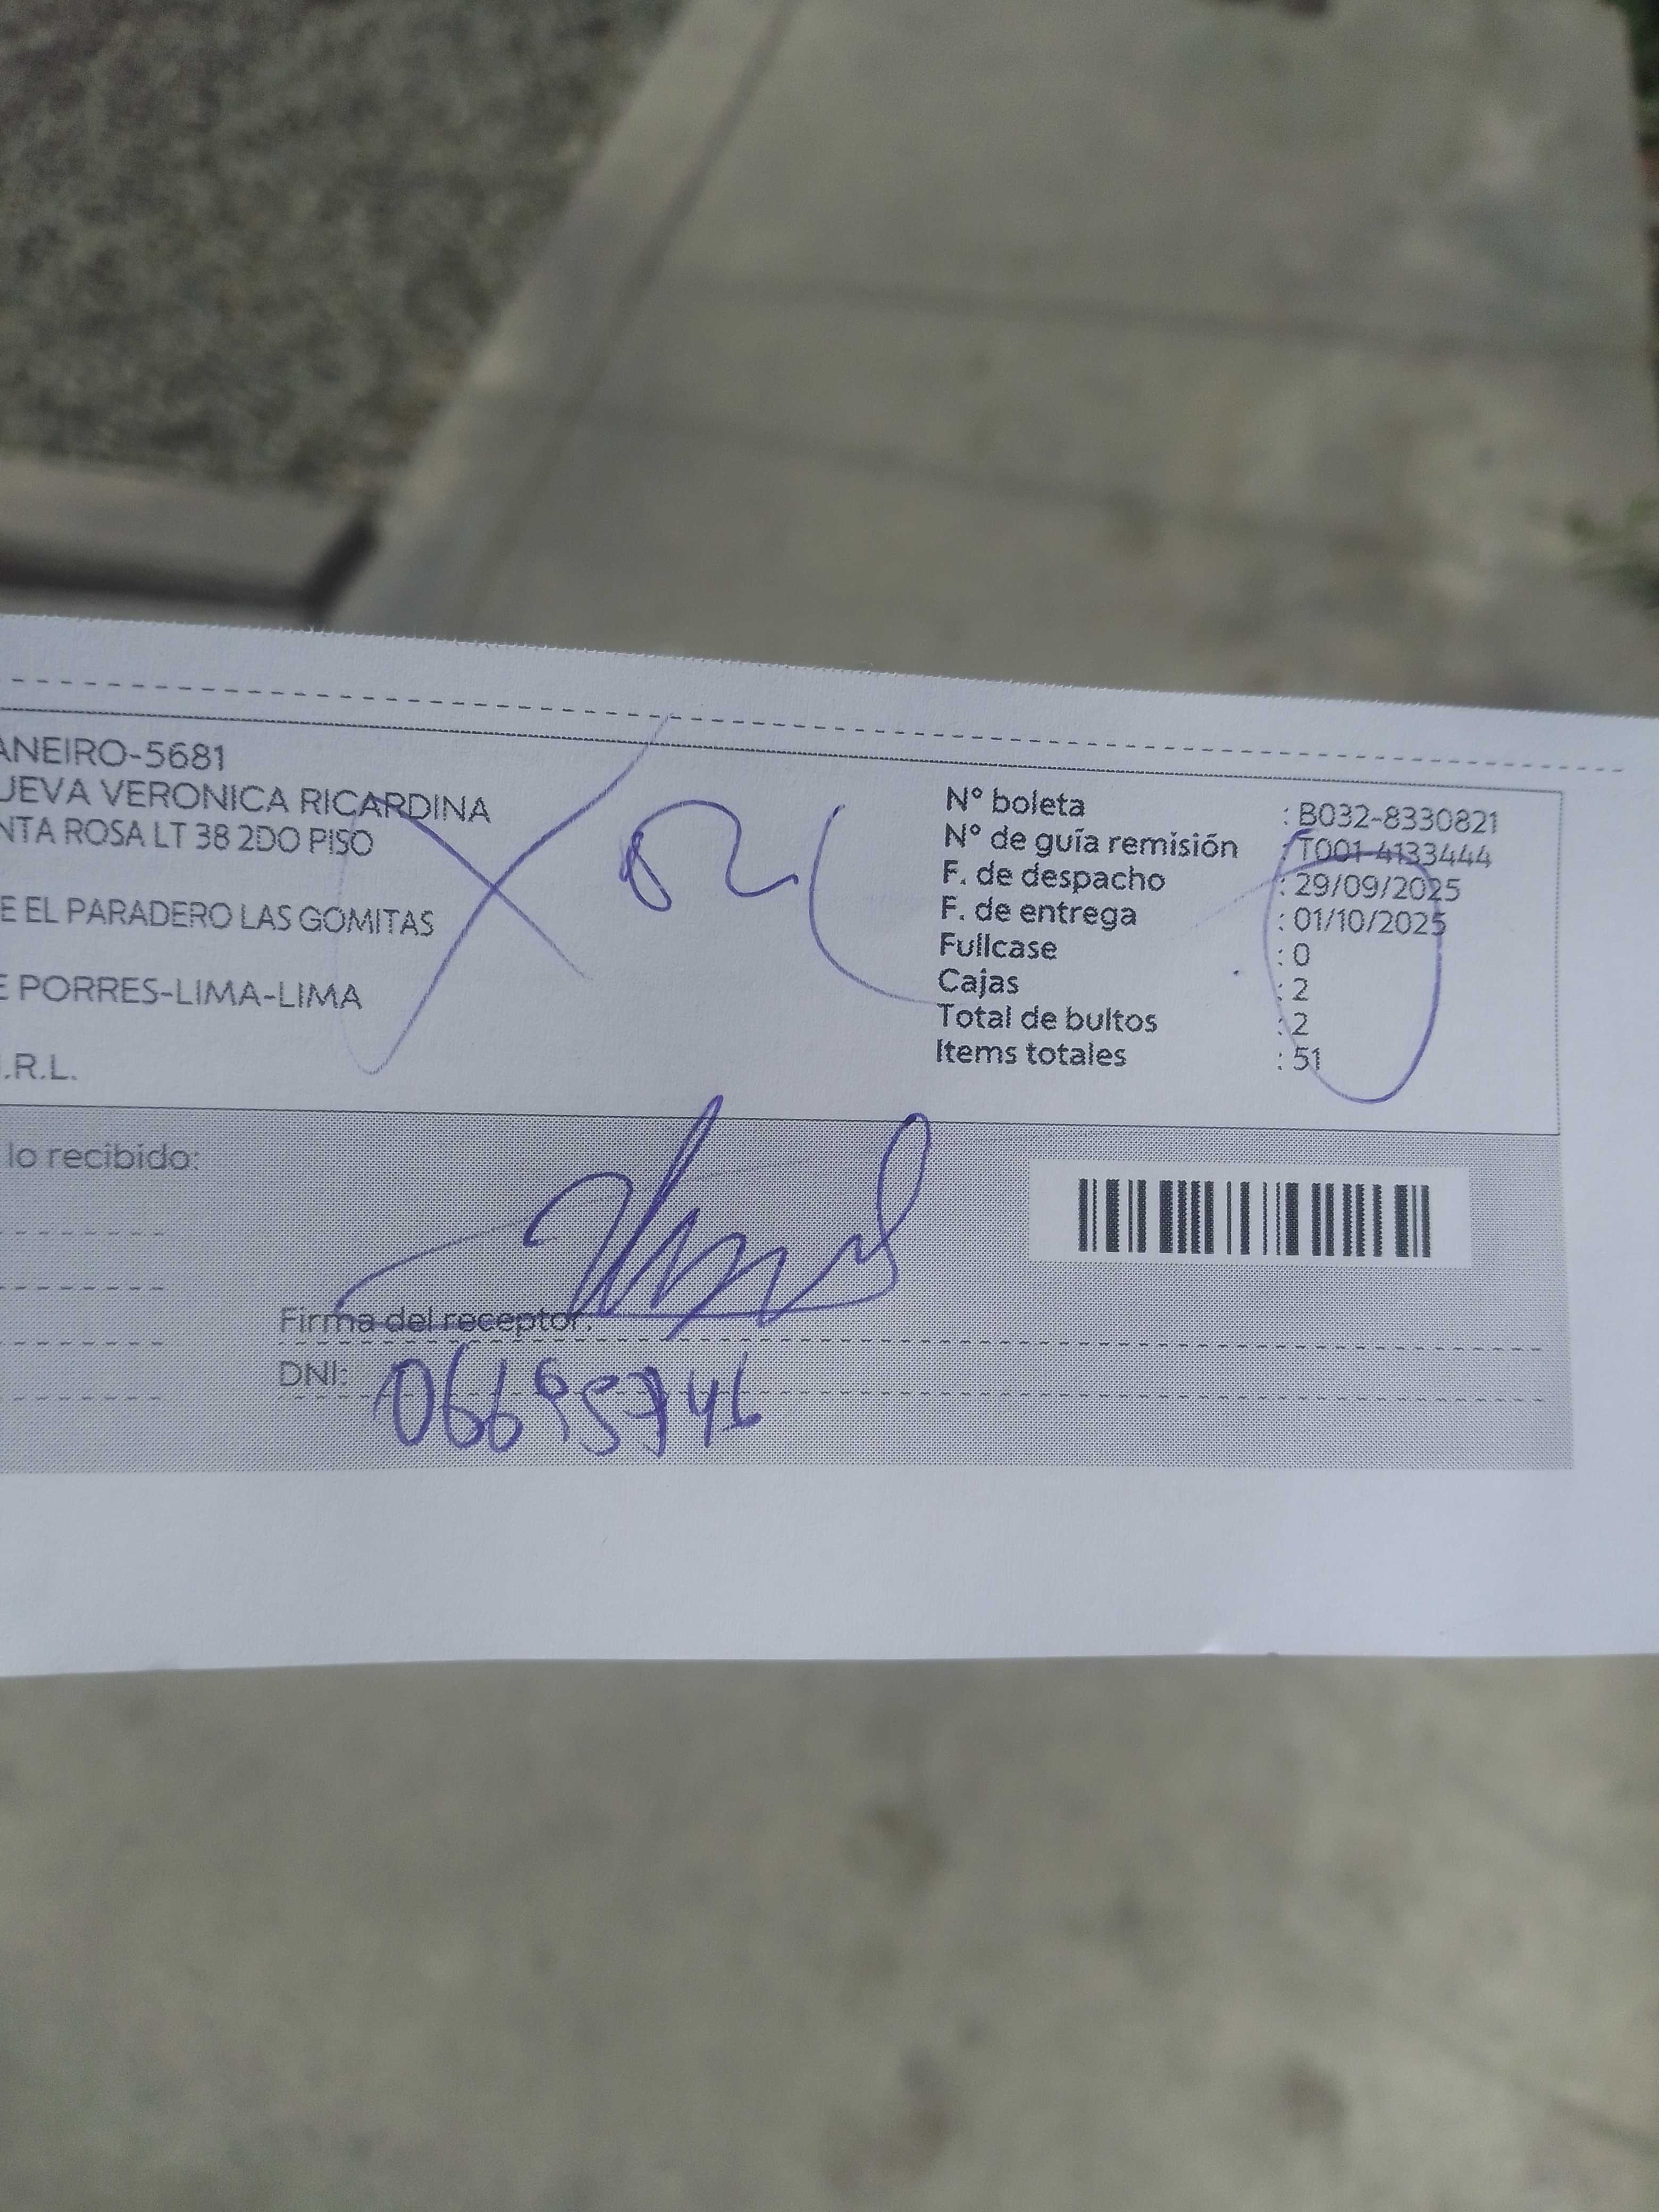 ANEIRO-5681
UEVA VERONICA RICARDINA
NTA ROSA LT 38 2DO PISO
E EL PARADERO LAS GOMITAS
E PORRES-LIMA-LIMA
.R.L.
N° boleta : B032-8330821
N° de guía remisión : T001-4133444
F. de despacho : 29/09/2025
F. de entrega : 01/10/2025
Fullcase : 0
Cajas : 2
Total de bultos : 2
Items totales : 51
lo recibido:
Firma del receptor:
DNI: